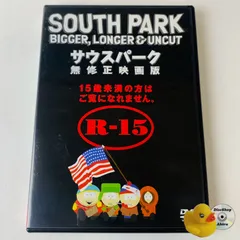 SOUTH PARK
BIGGER, LONGER & UNCUT
サウスパーク
無修正映画版
15歳未満の方は
ご覧になれません。
R-15